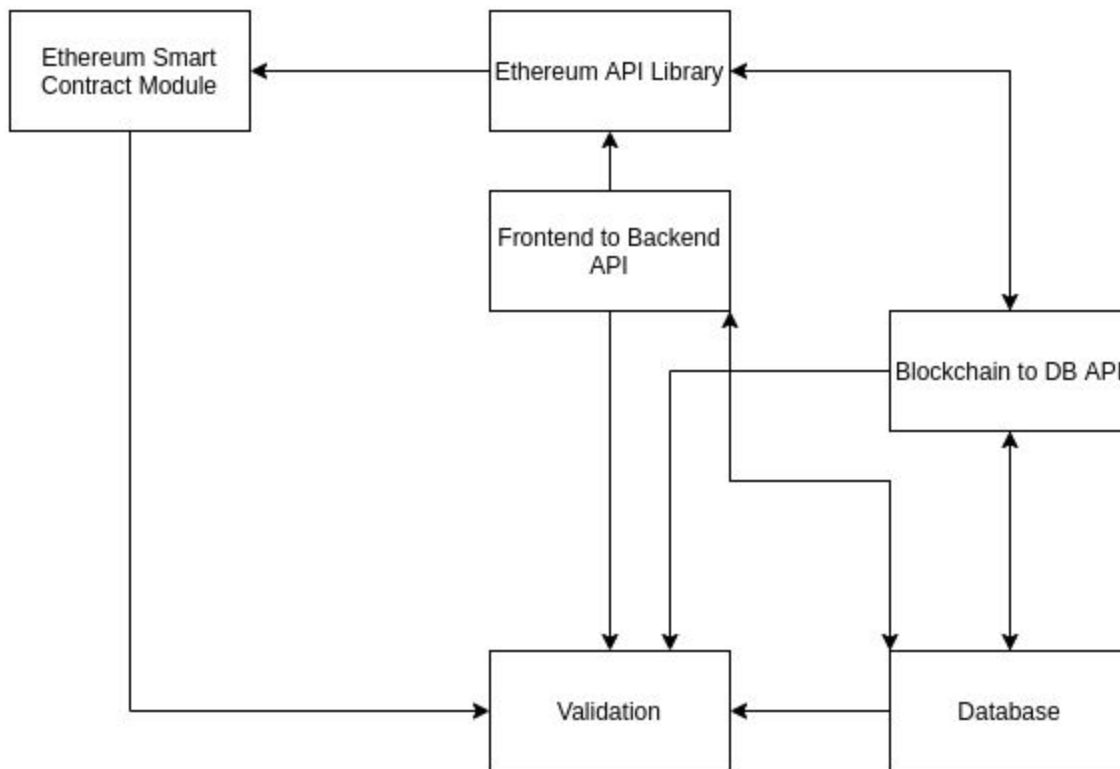 Ethereum Smart
Contract Module
Ethereum API Library
Frontend to Backend
API
Blockchain to DB API
Validation
Database